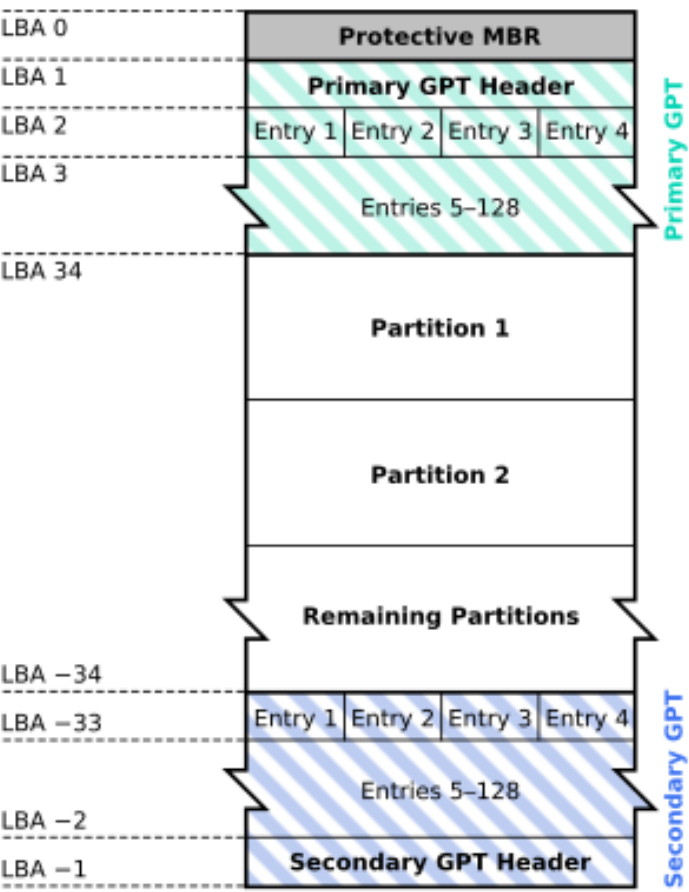 LBA 0
Protective MBR
LBA 1
Primary GPT Header
LBA 2
Entry 1 Entry 2 Entry 3 Entry 4
LBA 3
Entries 5–128
Primary GPT
LBA 34
Partition 1
Partition 2
Remaining Partitions
LBA −34
LBA −33
Entry 1 Entry 2 Entry 3 Entry 4
Entries 5–128
LBA −2
Secondary GPT Header
LBA −1
Secondary GPT